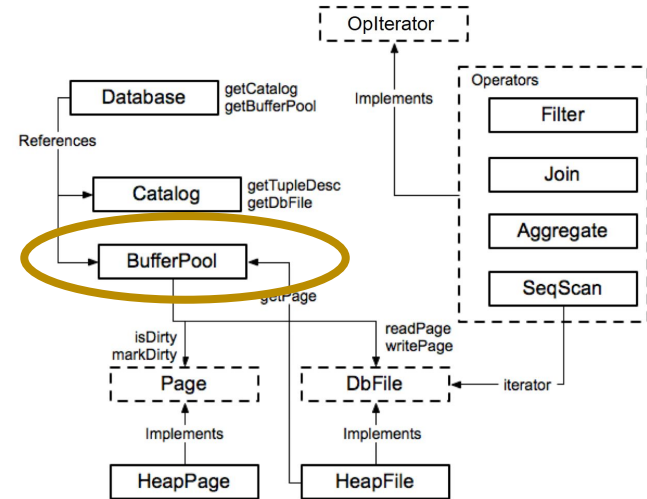 OpIterator
Operators
Database
getCatalog
getBufferPool
Implements
Filter
References
Join
Catalog
getTupleDesc
getDbFile
Aggregate
BufferPool
SeqScan
getPage
isDirty
markDirty
readPage
writePage
Page
DbFile
iterator
Implements
Implements
HeapPage
HeapFile